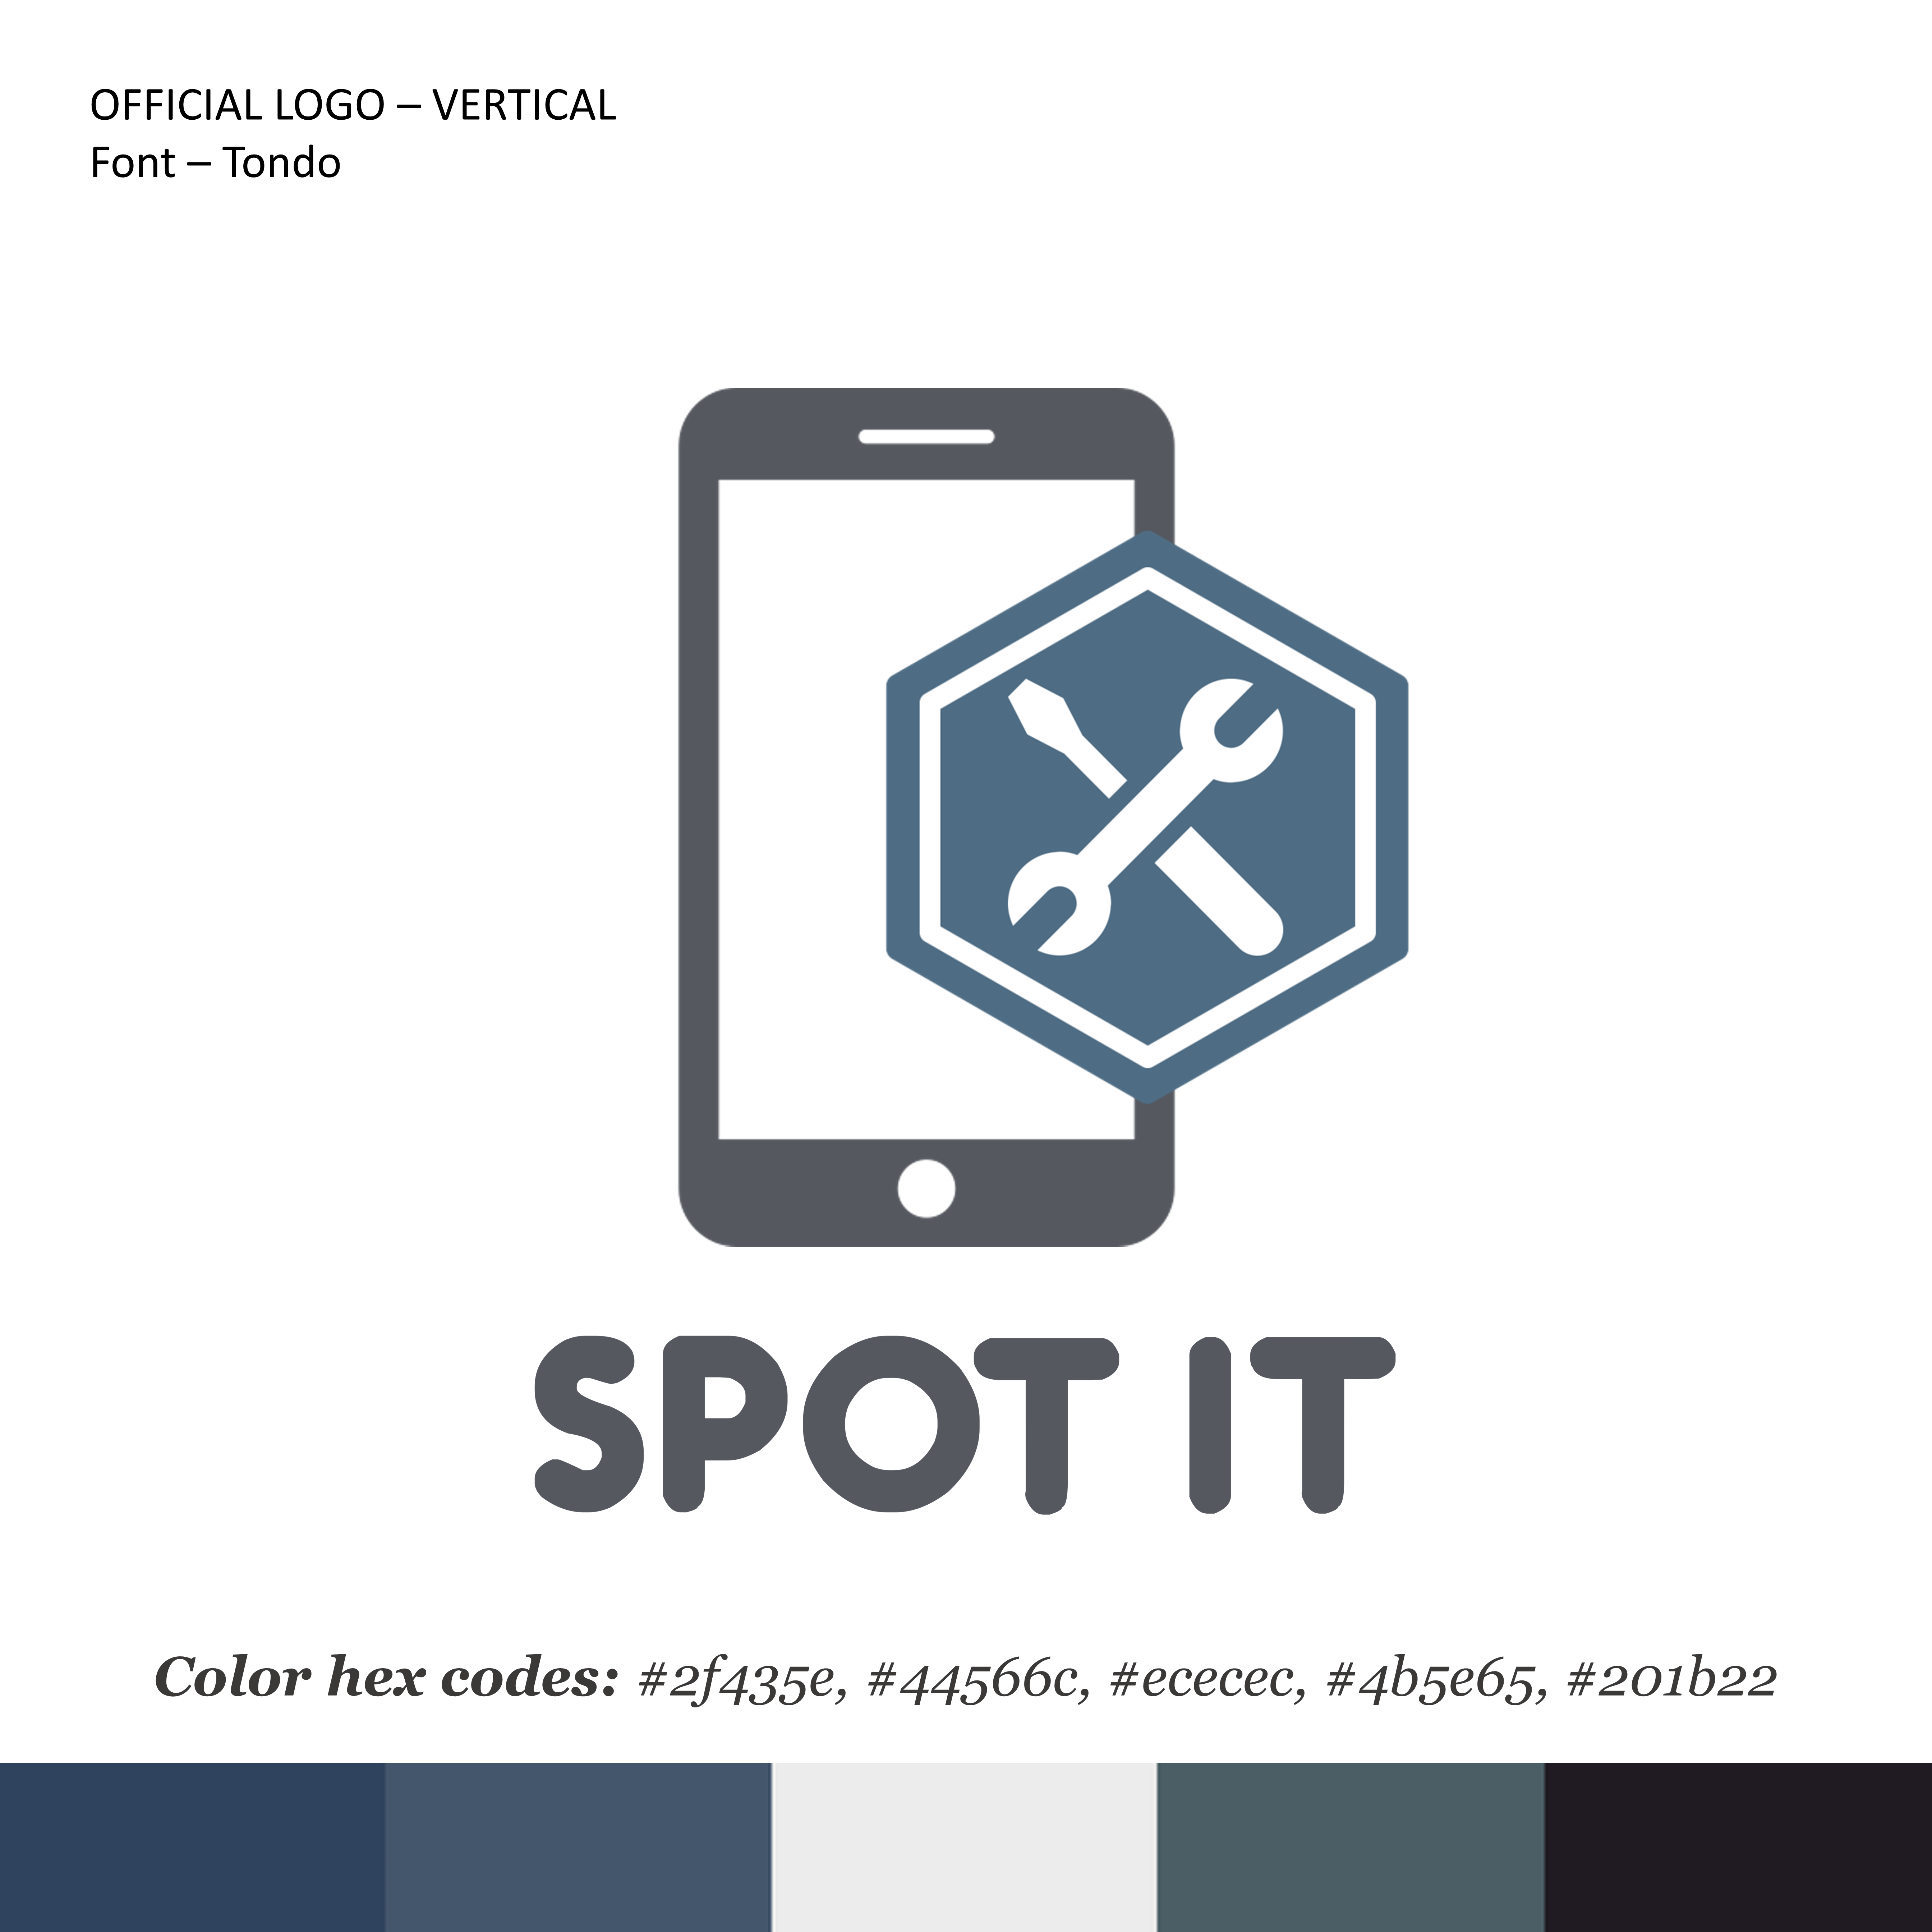 OFFICIAL LOGO – VERTICAL
Font – Tondo
SPOT IT
Color hex codes: #2f435e, #44566c, #ececec, #4b5e65, #201b22